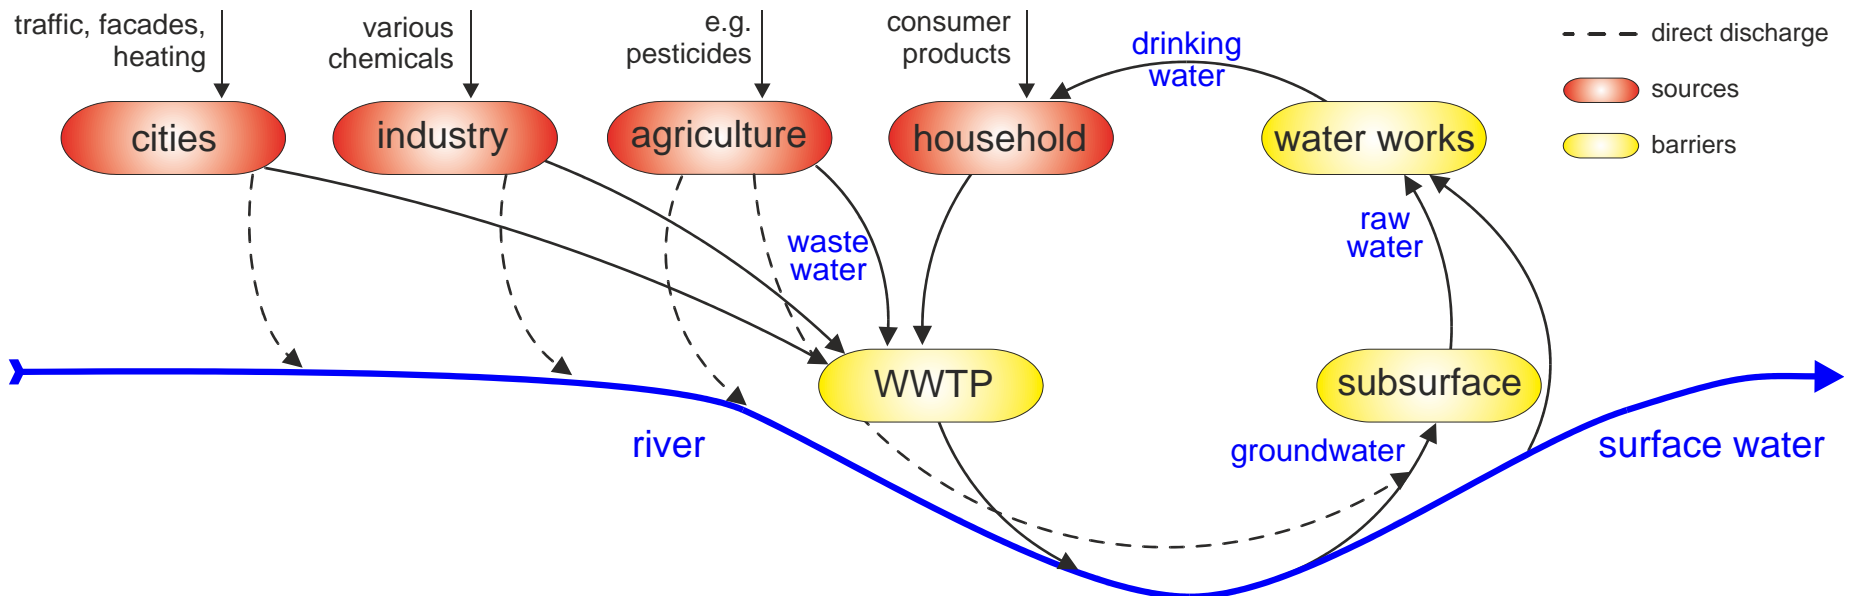 traffic, facades,
heating
various
chemicals
e.g.
pesticides
consumer
products
drinking
water
direct discharge
sources
barriers
cities
industry
agriculture
household
water works
waste
water
raw
water
WWTP
subsurface
river
groundwater
surface water